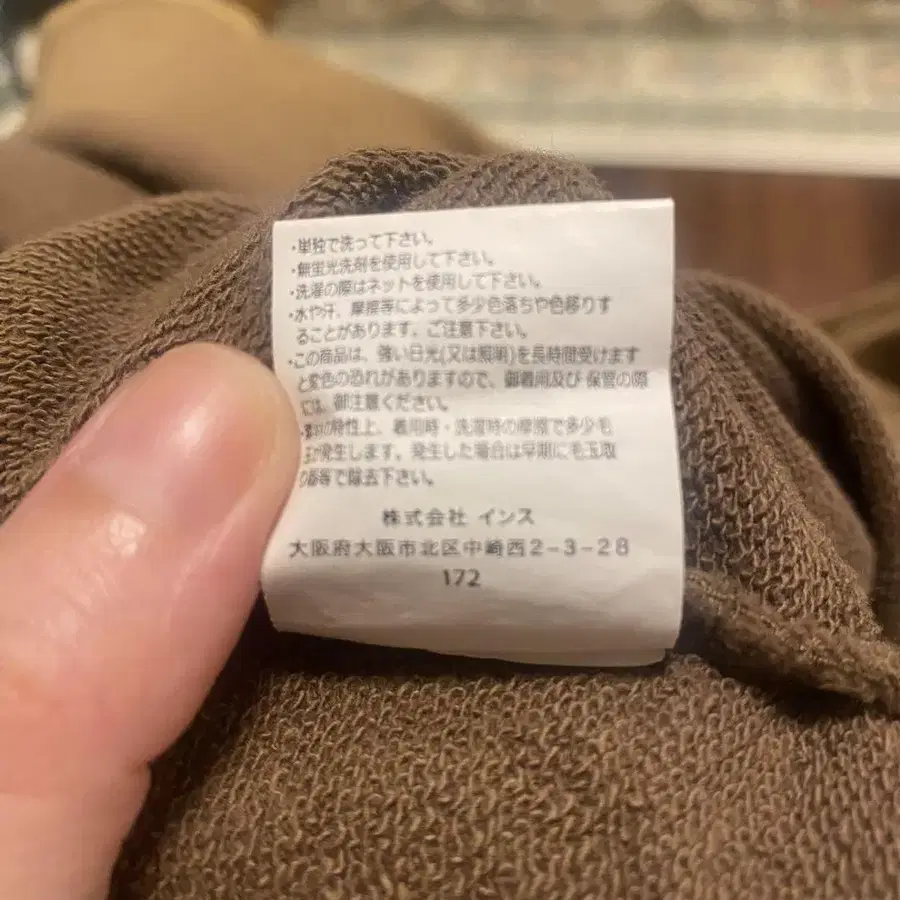 ・単独で洗って下さい。
・無蛍光洗剤を使用して下さい。
・洗濯の際はネットを使用して下さい。
・水や汗、摩擦等によって多少色落ちや色移りす
ることがあります、ご注意下さい。
・この商品は、強い日光(又は照明)を長時間受けます
と変色の恐れがありますので、御着用及び 保管の際
には、御注意ください。
の特性上、着用時・洗濯時の摩擦で多少毛
が発生します、発生した場合は早期に毛玉取
り器等で除去下さい。
株式会社 インス
大阪府大阪市北区中崎西2-3-28
172